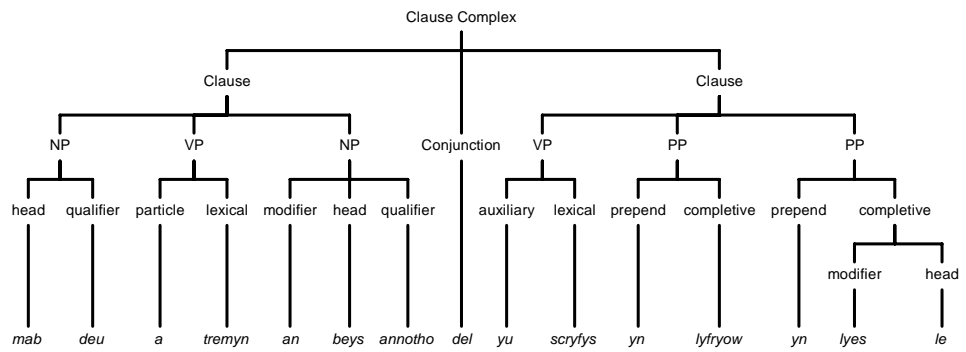 Clause Complex
Clause Clause
NP VP NP Conjunction VP PP PP
head qualifier particle lexical modifier head qualifier auxiliary lexical prepend completive prepend completive
modifier head
mab deu a tremyn an beys annotho del yu scryfys yn lyfryow yn lyes le